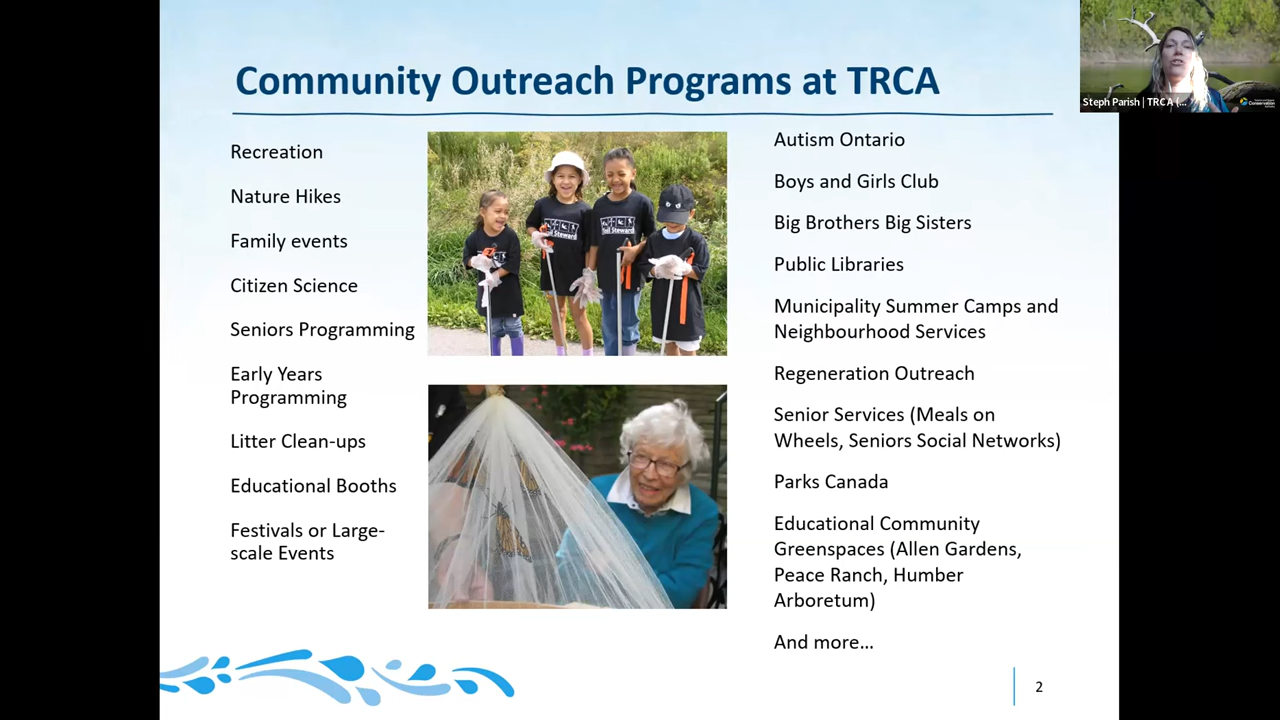 Community Outreach Programs at TRCA
Steph Parish | TRCA (...
Conservation
Recreation
Nature Hikes
Family events
Citizen Science
Seniors Programming
Early Years
Programming
Litter Clean-ups
Educational Booths
Festivals or Large-
scale Events
Steward
Autism Ontario
Boys and Girls Club
Big Brothers Big Sisters
Public Libraries
Municipality Summer Camps and
Neighbourhood Services
Regeneration Outreach
Senior Services (Meals on
Wheels, Seniors Social Networks)
Parks Canada
Educational Community
Greenspaces (Allen Gardens,
Peace Ranch, Humber
Arboretum)
And more…
2